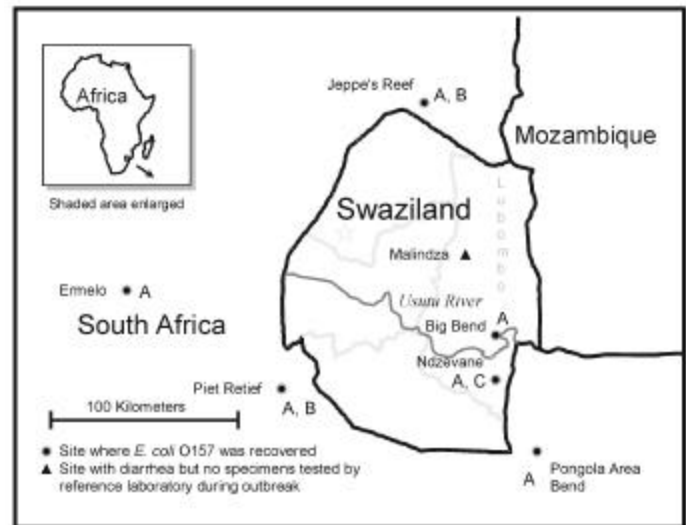 Africa
Shaded area enlarged
Jeppe's Reef
A, B
Mozambique
Lubombo
Swaziland
Malindza
Ermelo
A
Usutu River
South Africa
Big Bend
A
Ndzevane
A, C
Piet Retief
A, B
100 Kilometers
Site where E. coli O157 was recovered
Site with diarrhea but no specimens tested by
reference laboratory during outbreak
A
Pongola Area
Bend